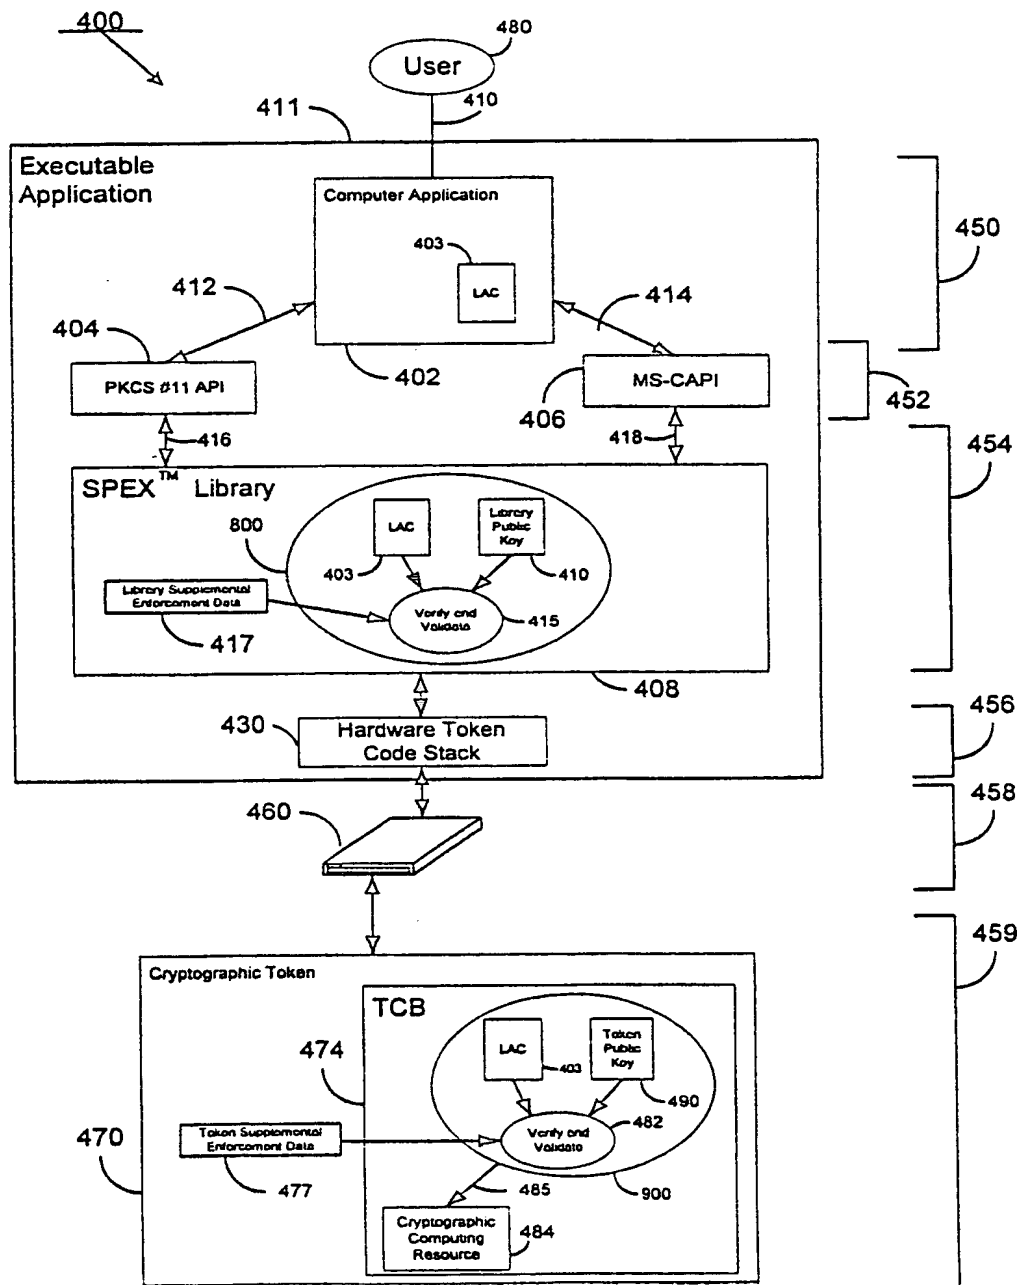 400
480
User
410
411
Executable
Application
Computer Application
403
LAC
450
412
414
404
402
PKCS #11 API
MS-CAPI
406
452
416
418
454
SPEX™ Library
800
LAC
Library
Public
Key
403
410
Library Supplemental
Enforcement Data
Verify and
Validate
415
417
408
430
Hardware Token
Code Stack
456
458
460
459
Cryptographic Token
TCB
LAC
Token
Public
Key
474
403
490
482
Token Supplemental
Enforcement Data
Verify and
Validate
470
477
485
900
Cryptographic
Computing
Resource
484